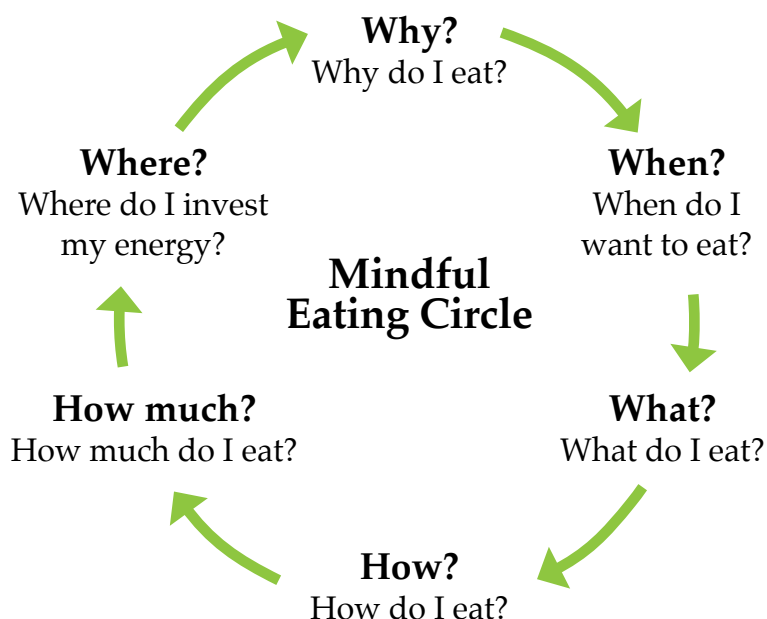 Why?
Why do I eat?
When?
When do I
want to eat?
What?
What do I eat?
How?
How do I eat?
How much?
How much do I eat?
Where?
Where do I invest
my energy?
Mindful
Eating Circle